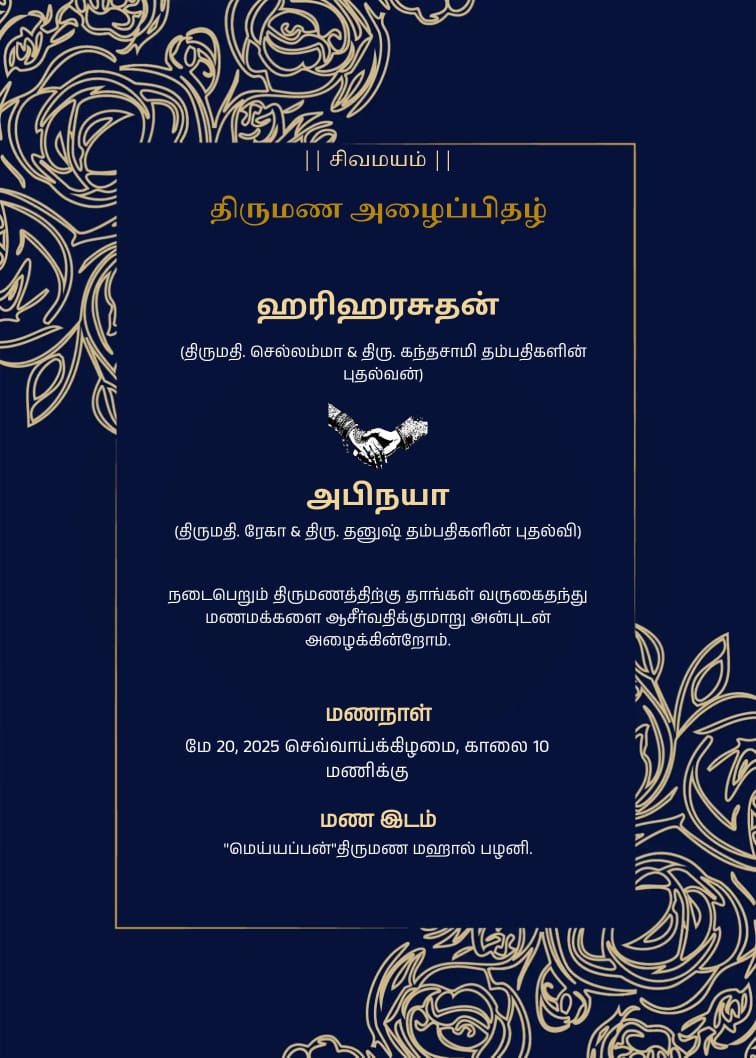 || சிவமயம் ||
திருமண அழைப்பிதழ்
ஹரிஹரசுதன்
(திருமதி. செல்லம்மா & திரு. கந்தசாமி தம்பதிகளின்
புதல்வன்)
அபிநயா
(திருமதி. ரேகா & திரு. தனுஷ் தம்பதிகளின் புதல்வி)
நடைபெறும் திருமணத்திற்கு தாங்கள் வருகைதந்து
மணமக்களை ஆசீர்வதிக்குமாறு அன்புடன்
அழைக்கின்றோம்.
மணநாள்
மே 20, 2025 செவ்வாய்க்கிழமை, காலை 10
மணிக்கு
மண இடம்
"மெய்யப்பன்"திருமண மஹால் பழனி.